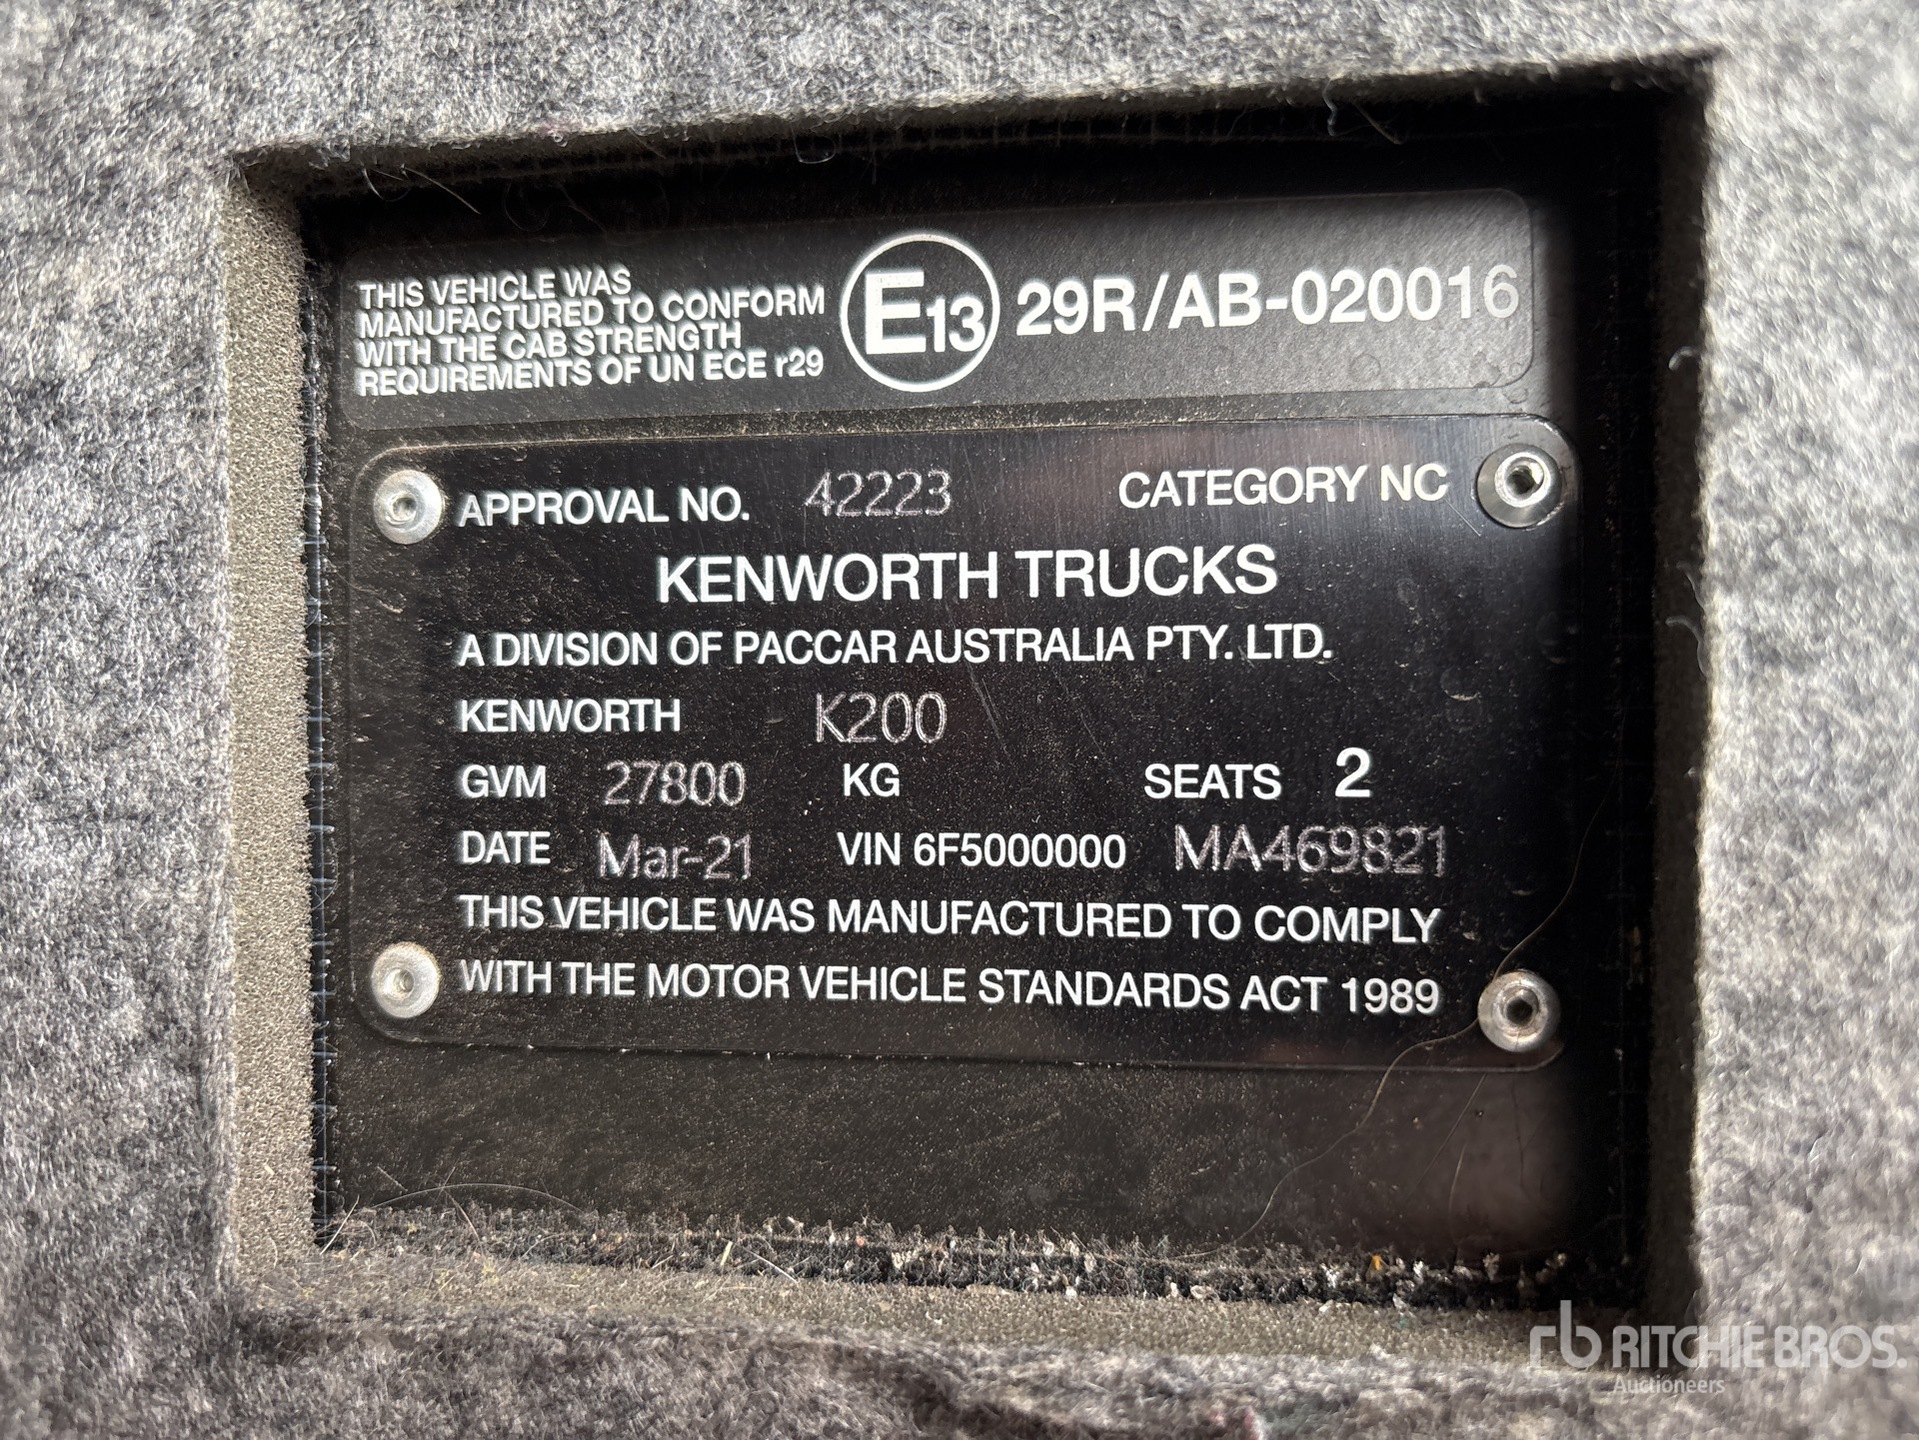 THIS VEHICLE WAS
MANUFACTURED TO CONFORM
WITH THE CAB STRENGTH
REQUIREMENTS OF UN ECE r29
E13 29R/AB-020016
APPROVAL NO. 42223 CATEGORY NC
KENWORTH TRUCKS
A DIVISION OF PACCAR AUSTRALIA PTY. LTD.
KENWORTH K200
GVM 27800 KG SEATS 2
DATE Mar-21 VIN 6F5000000 MA469821
THIS VEHICLE WAS MANUFACTURED TO COMPLY
WITH THE MOTOR VEHICLE STANDARDS ACT 1989
rb RITCHIE BROS.
Auctioneers